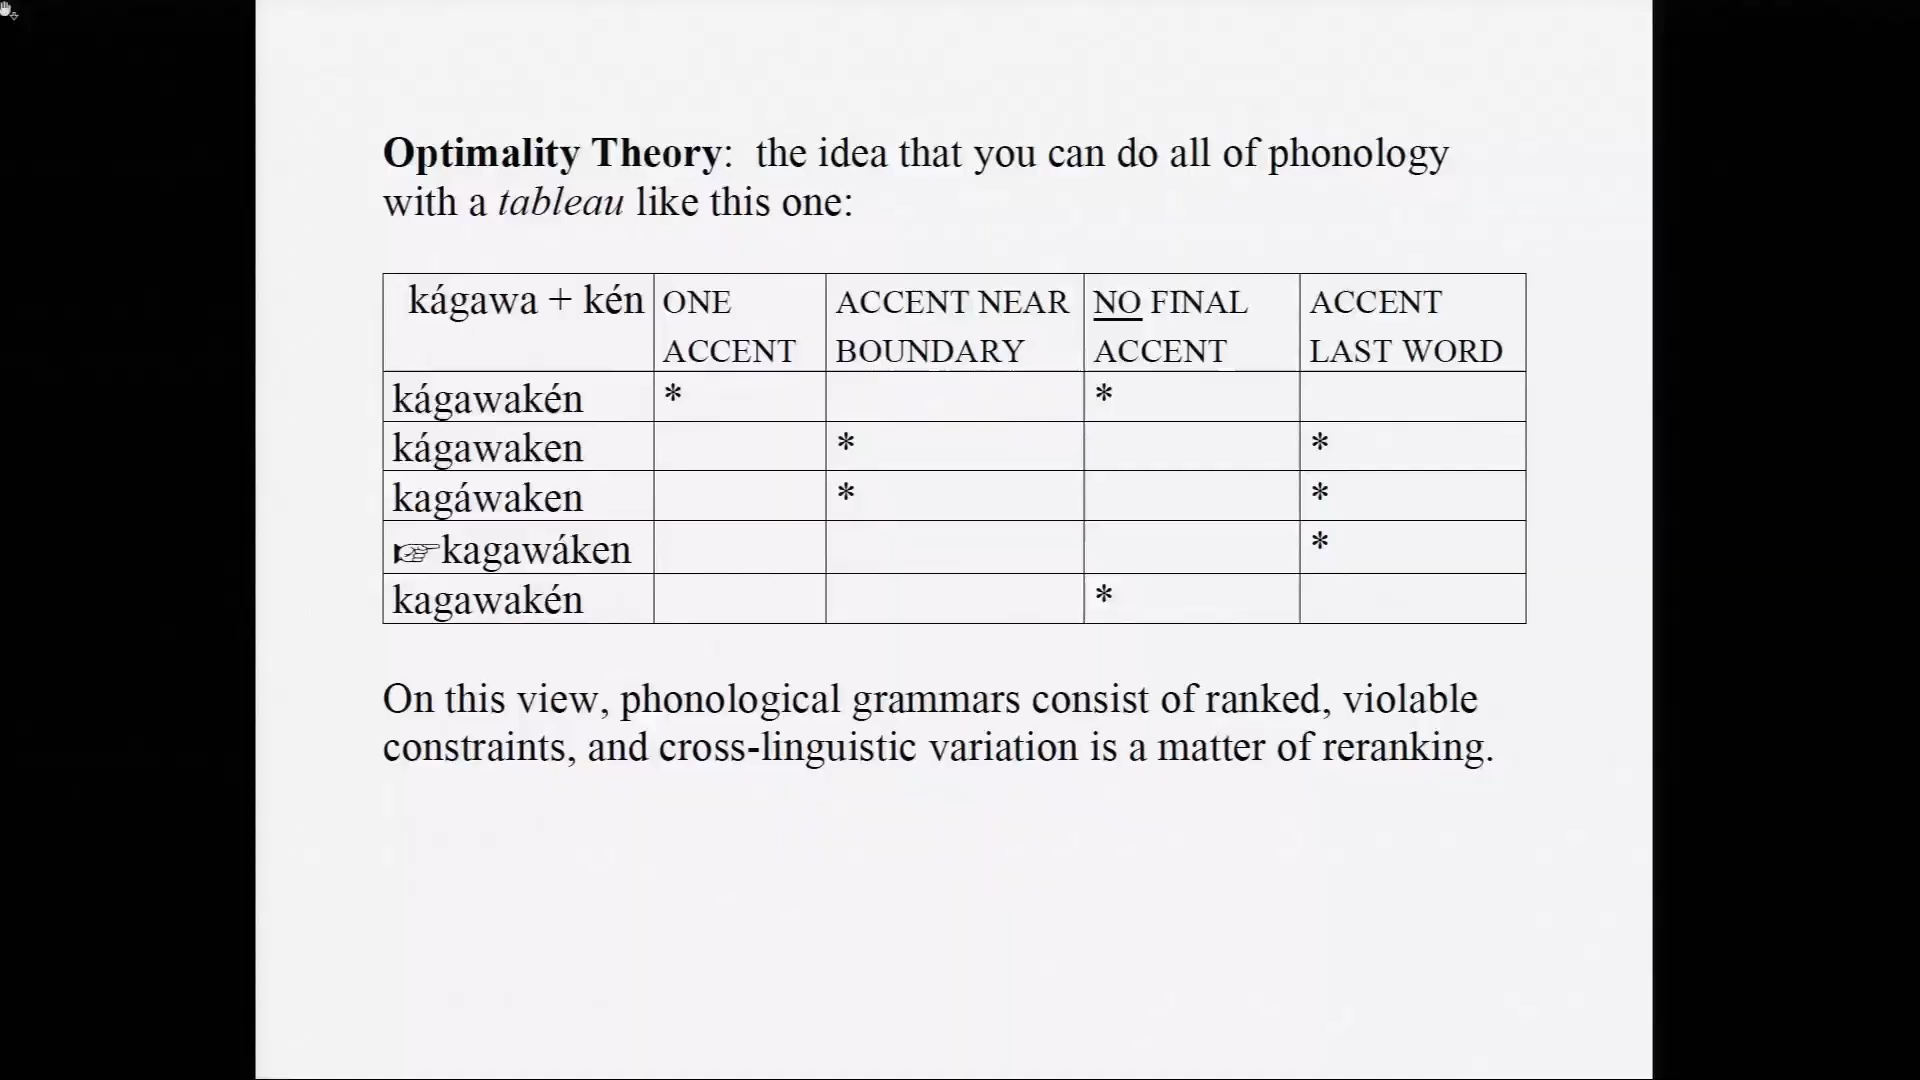 Optimality Theory: the idea that you can do all of phonology
with a tableau like this one:
kágawa + kén ONE ACCENT NEAR NO FINAL ACCENT
ACCENT BOUNDARY ACCENT LAST WORD
kágawakén * *
kágawaken * *
kagáwaken * *
☞kagawáken *
kagawakén *
On this view, phonological grammars consist of ranked, violable
constraints, and cross-linguistic variation is a matter of reranking.